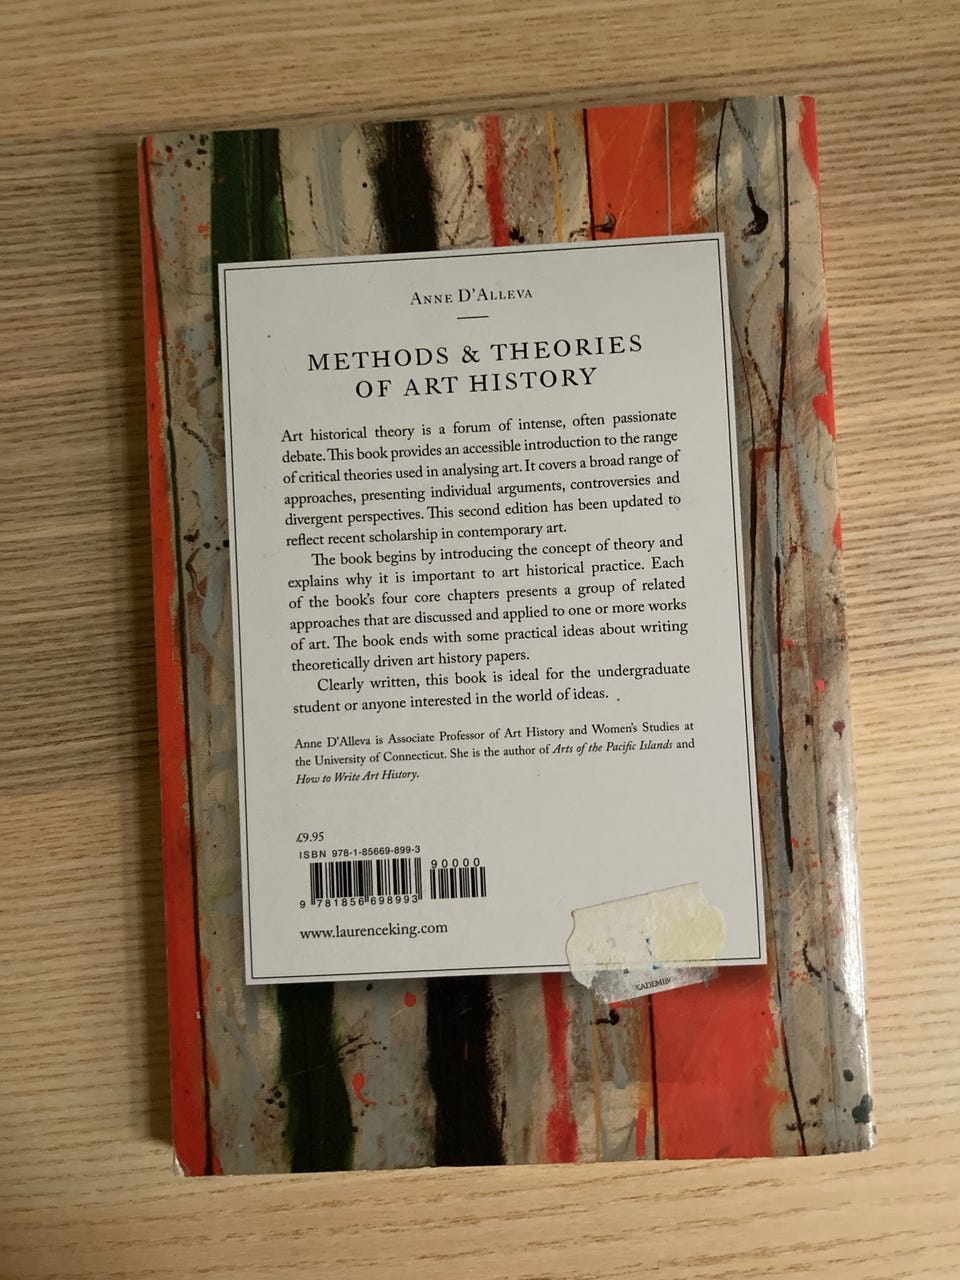 ANNE D'ALLEVA
METHODS & THEORIES
OF ART HISTORY
Art historical theory is a forum of intense, often passionate
debate. This book provides an accessible introduction to the range
of critical theories used in analysing art. It covers a broad range of
approaches, presenting individual arguments, controversies and
divergent perspectives. This second edition has been updated to
reflect recent scholarship in contemporary art.
The book begins by introducing the concept of theory and
explains why it is important to art historical practice. Each
of the book's four core chapters presents a group of related
approaches that are discussed and applied to one or more works
of art. The book ends with some practical ideas about writing
theoretically driven art history papers.
Clearly written, this book is ideal for the undergraduate
student or anyone interested in the world of ideas.
Anne D'Alleva is Associate Professor of Art History and Women's Studies at
the University of Connecticut. She is the author of Arts of the Pacific Islands and
How to Write Art History.
£9.95
ISBN 978-1-85669-899-3
90000
9 781856 698993
www.laurenceking.com